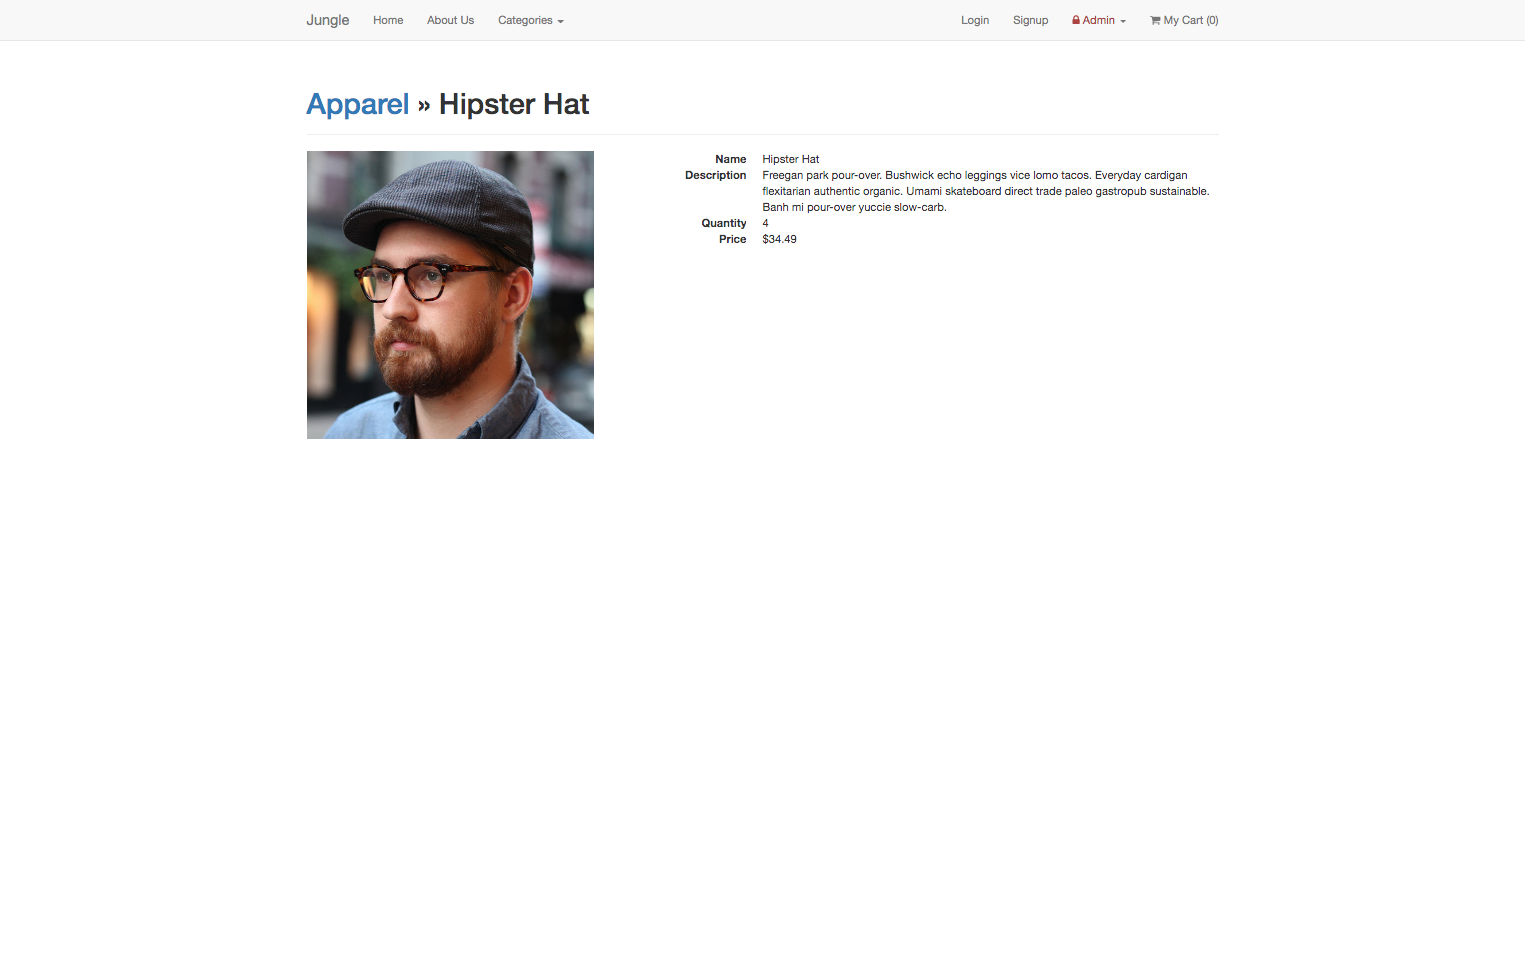 Jungle Home About Us Categories Login Signup Admin My Cart (0)
Apparel » Hipster Hat
Name Hipster Hat
Description Freegan park pour-over. Bushwick echo leggings vice lomo tacos. Everyday cardigan
flexitarian authentic organic. Umami skateboard direct trade paleo gastropub sustainable.
Banh mi pour-over yuccie slow-carb.
Quantity 4
Price $34.49